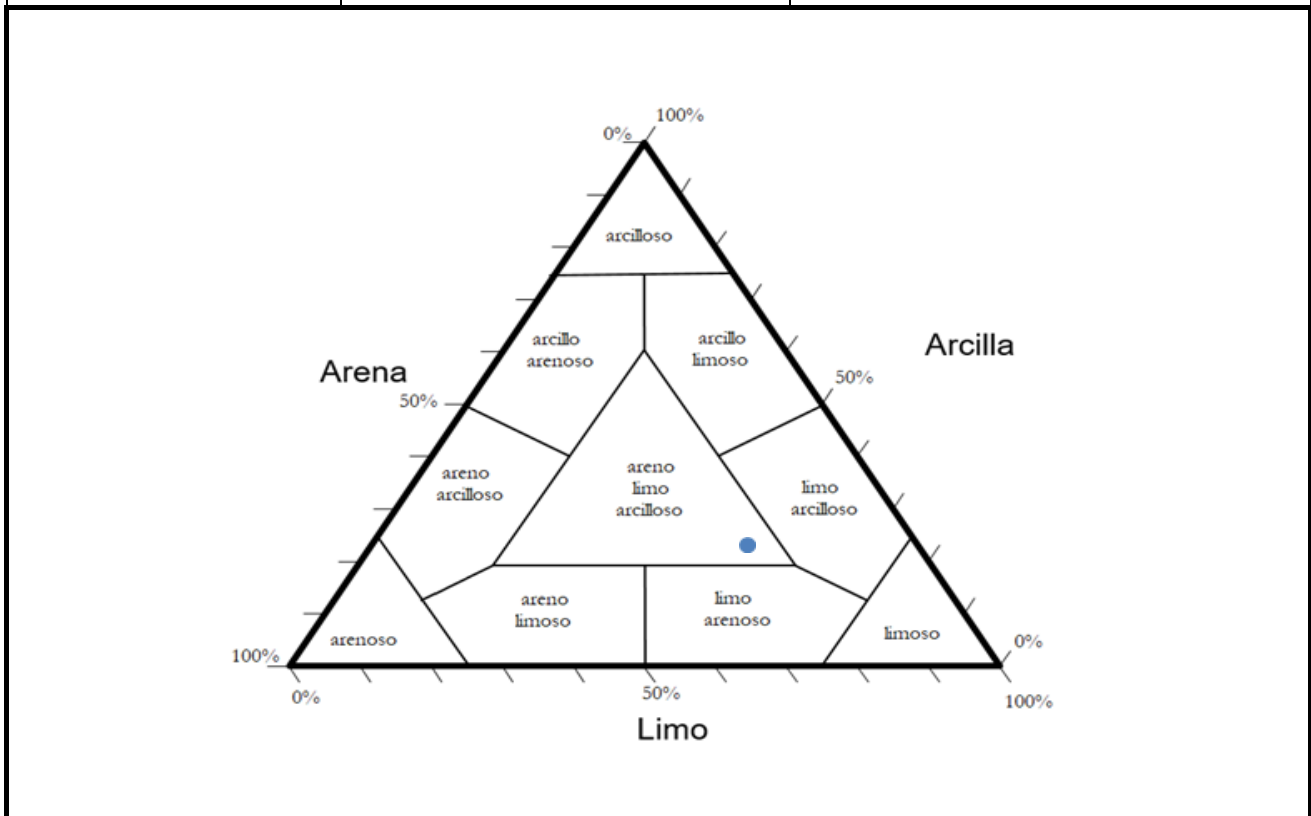 100%
0%
arcilloso
arcillo
arenoso
arcillo
limoso
Arcilla
Arena
50%
50%
areno
arcilloso
areno
limo
arcilloso
limo
arcilloso
areno
limoso
limo
arenoso
arenoso
limoso
100%
0%
0%
50%
100%
Limo